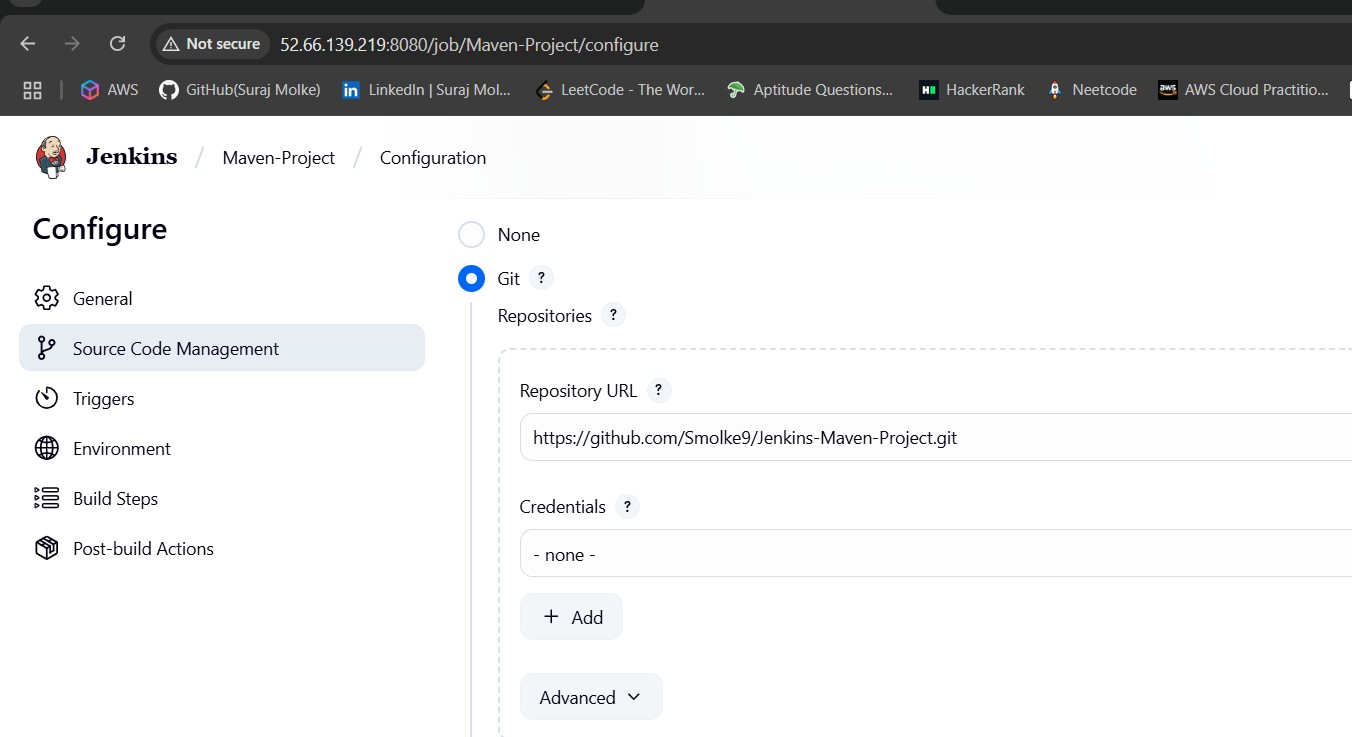 Not secure 52.66.139.219:8080/job/Maven-Project/configure
AWS GitHub(Suraj Molke) LinkedIn | Suraj Mol... LeetCode - The Wor... Aptitude Questions... HackerRank Neetcode AWS Cloud Practitio...
Jenkins / Maven-Project / Configuration
Configure
General
Source Code Management
Triggers
Environment
Build Steps
Post-build Actions
None
Git ?
Repositories ?
Repository URL ?
https://github.com/Smolke9/Jenkins-Maven-Project.git
Credentials ?
- none -
+ Add
Advanced